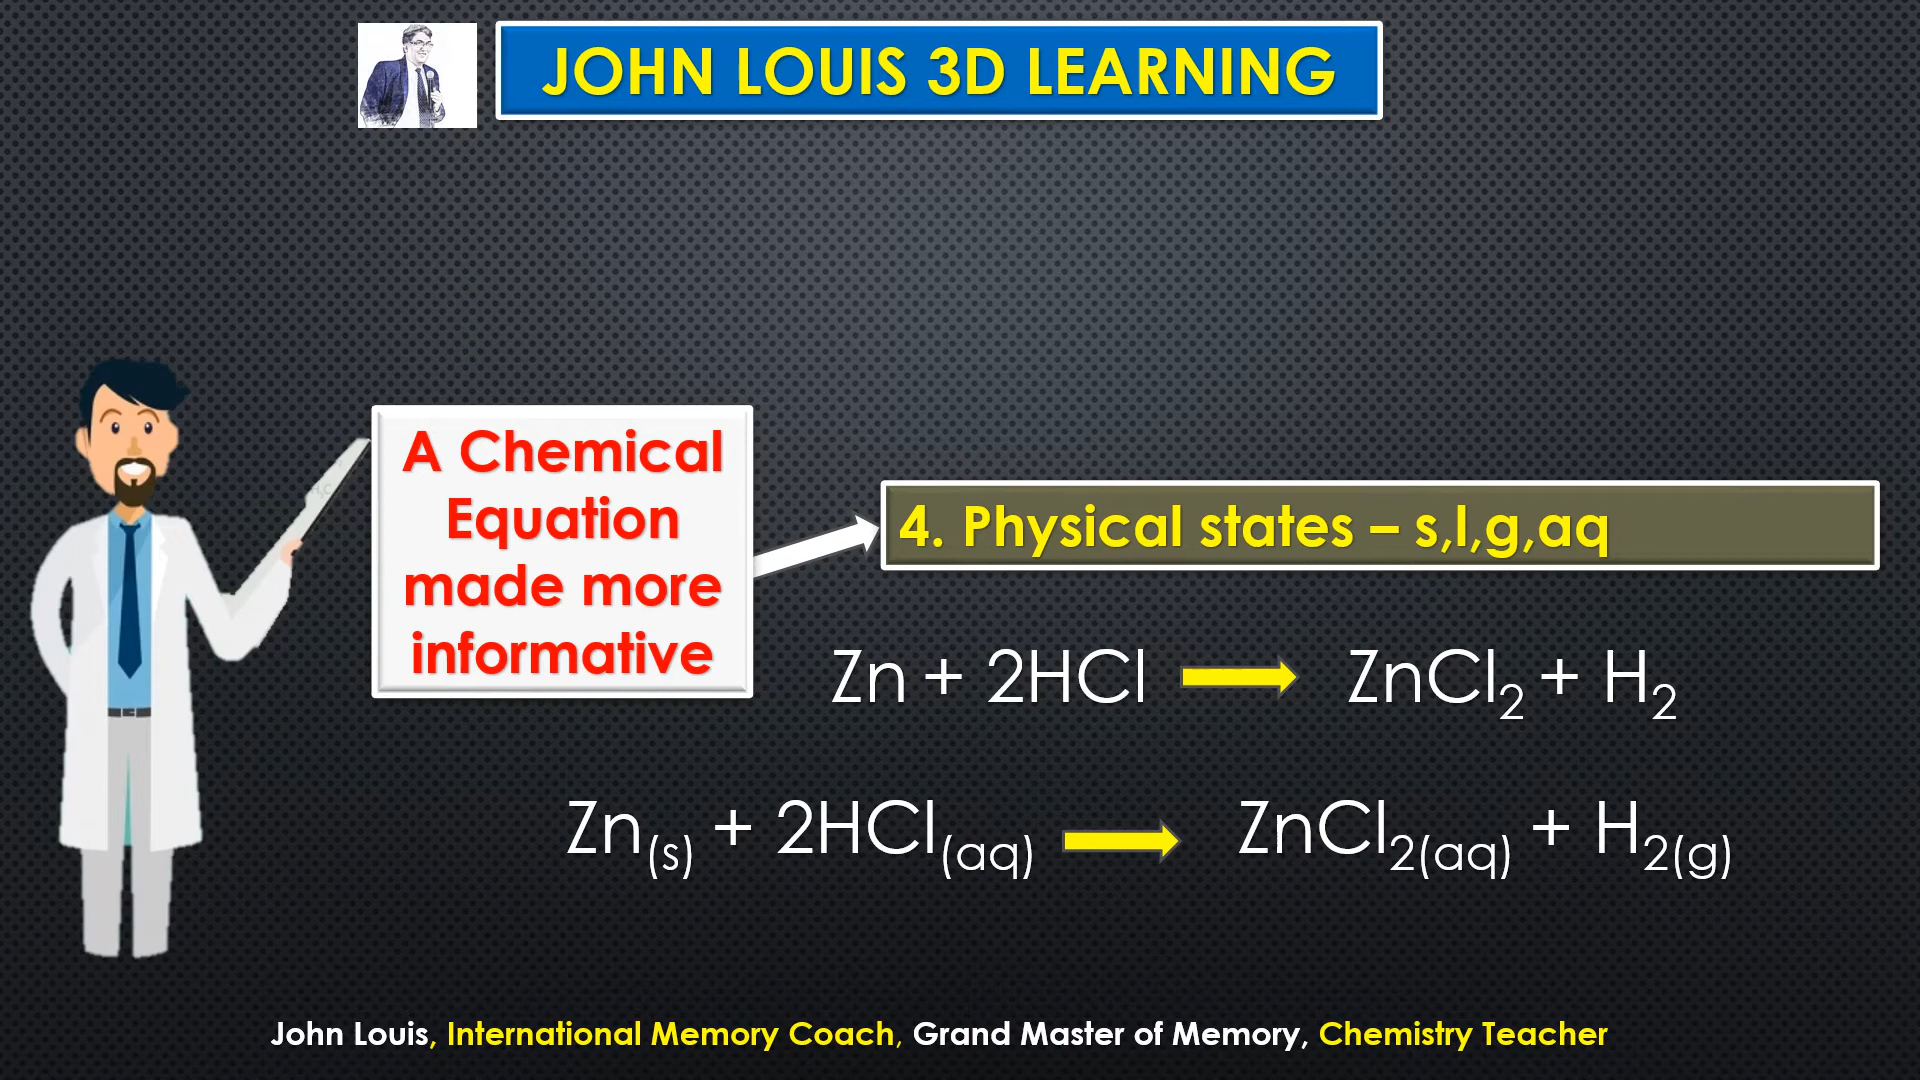 JOHN LOUIS 3D LEARNING
A Chemical
Equation
made more
informative
4. Physical states – s,l,g,aq
Zn + 2HCl ZnCl₂ + H₂
Zn₍s₎ + 2HCl(aq) ZnCl₂(aq) + H₂(g)
John Louis, International Memory Coach, Grand Master of Memory, Chemistry Teacher